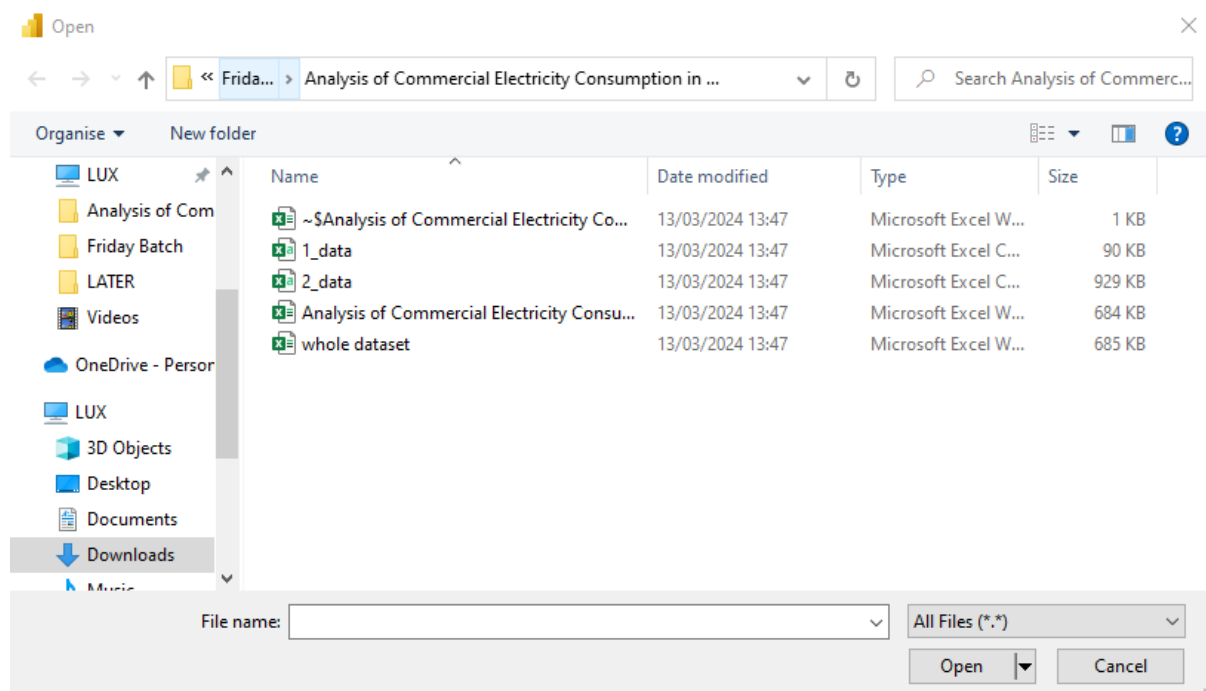 Open
« Frida... › Analysis of Commercial Electricity Consumption in ...
Search Analysis of Commerc...
Organise
New folder
Name
Date modified
Type
Size
LUX
Analysis of Com
Friday Batch
LATER
Videos
OneDrive - Person
LUX
3D Objects
Desktop
Documents
Downloads
Music
~$Analysis of Commercial Electricity Co... 13/03/2024 13:47 Microsoft Excel W... 1 KB
1_data 13/03/2024 13:47 Microsoft Excel C... 90 KB
2_data 13/03/2024 13:47 Microsoft Excel C... 929 KB
Analysis of Commercial Electricity Consu... 13/03/2024 13:47 Microsoft Excel W... 684 KB
whole dataset 13/03/2024 13:47 Microsoft Excel W... 685 KB
File name:
All Files (*.*)
Open
Cancel